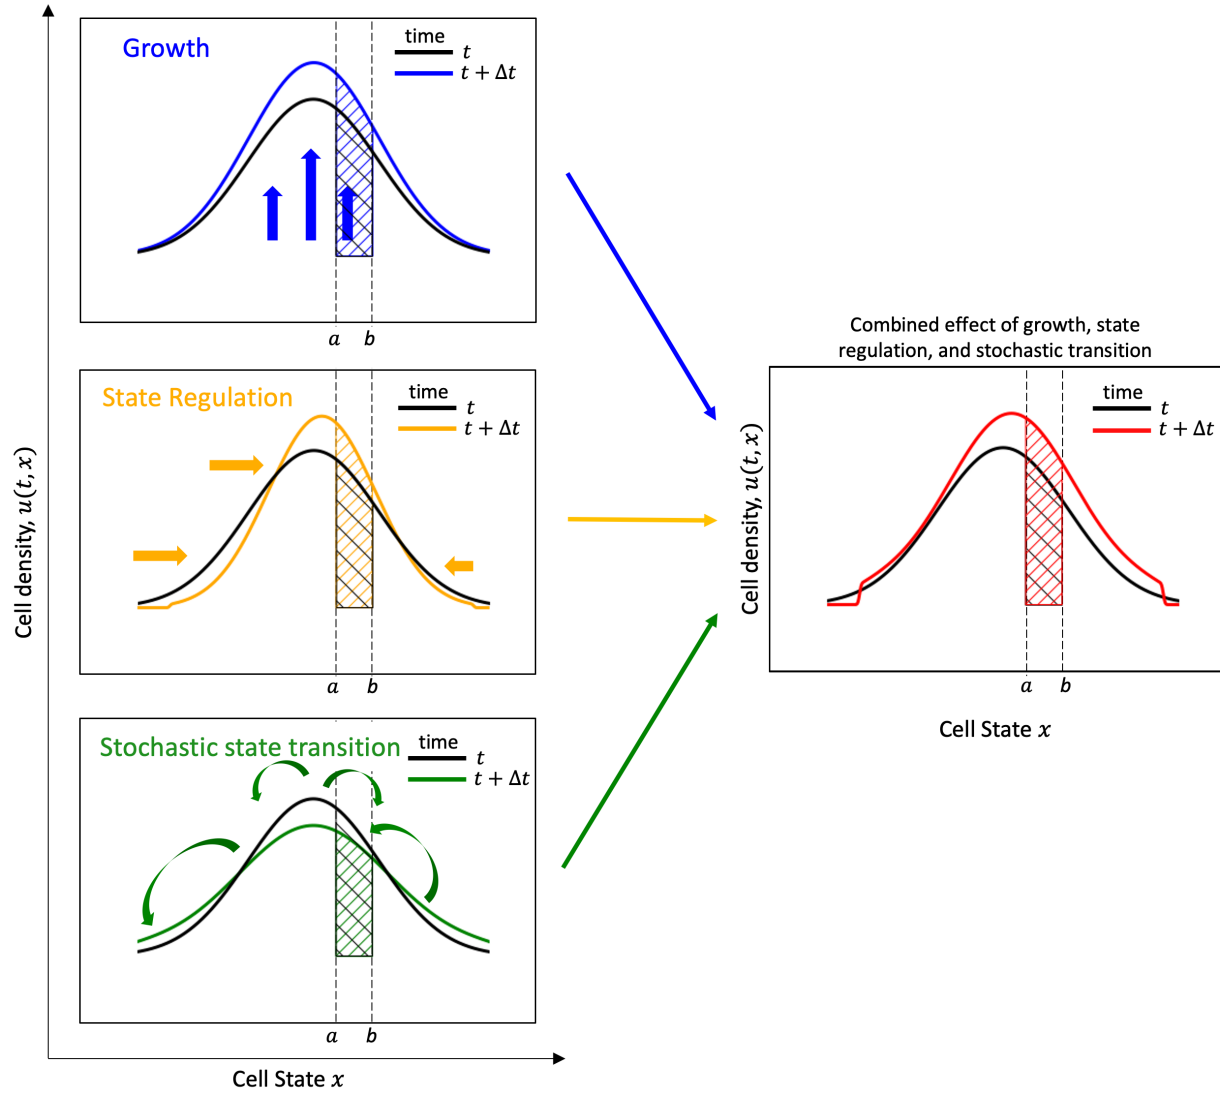 Growth
time
t
t + Δt
a b
State Regulation
time
t
t + Δt
a b
Stochastic state transition
time
t
t + Δt
a b
Cell density, u(t, x)
Cell State x
Combined effect of growth, state
regulation, and stochastic transition
time
t
t + Δt
a b
Cell density, u(t, x)
Cell State x